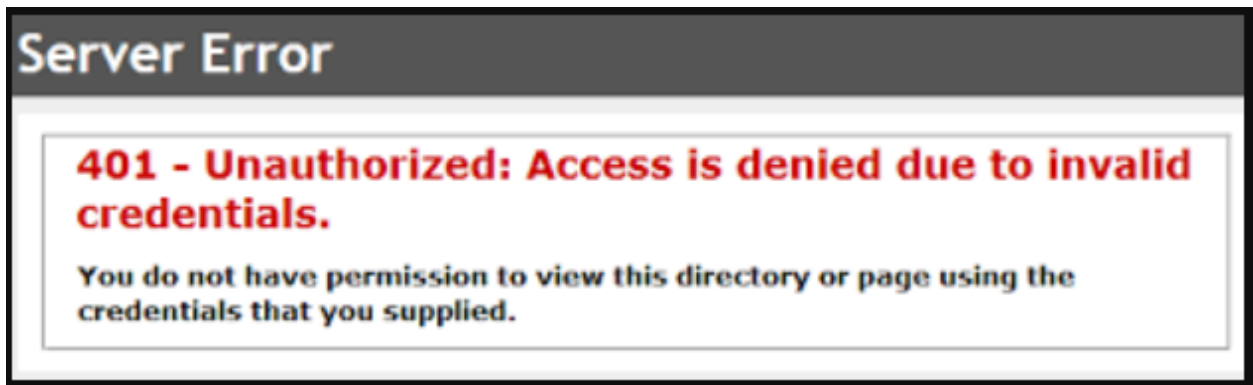 Server Error
401 - Unauthorized: Access is denied due to invalid
credentials.
You do not have permission to view this directory or page using the
credentials that you supplied.